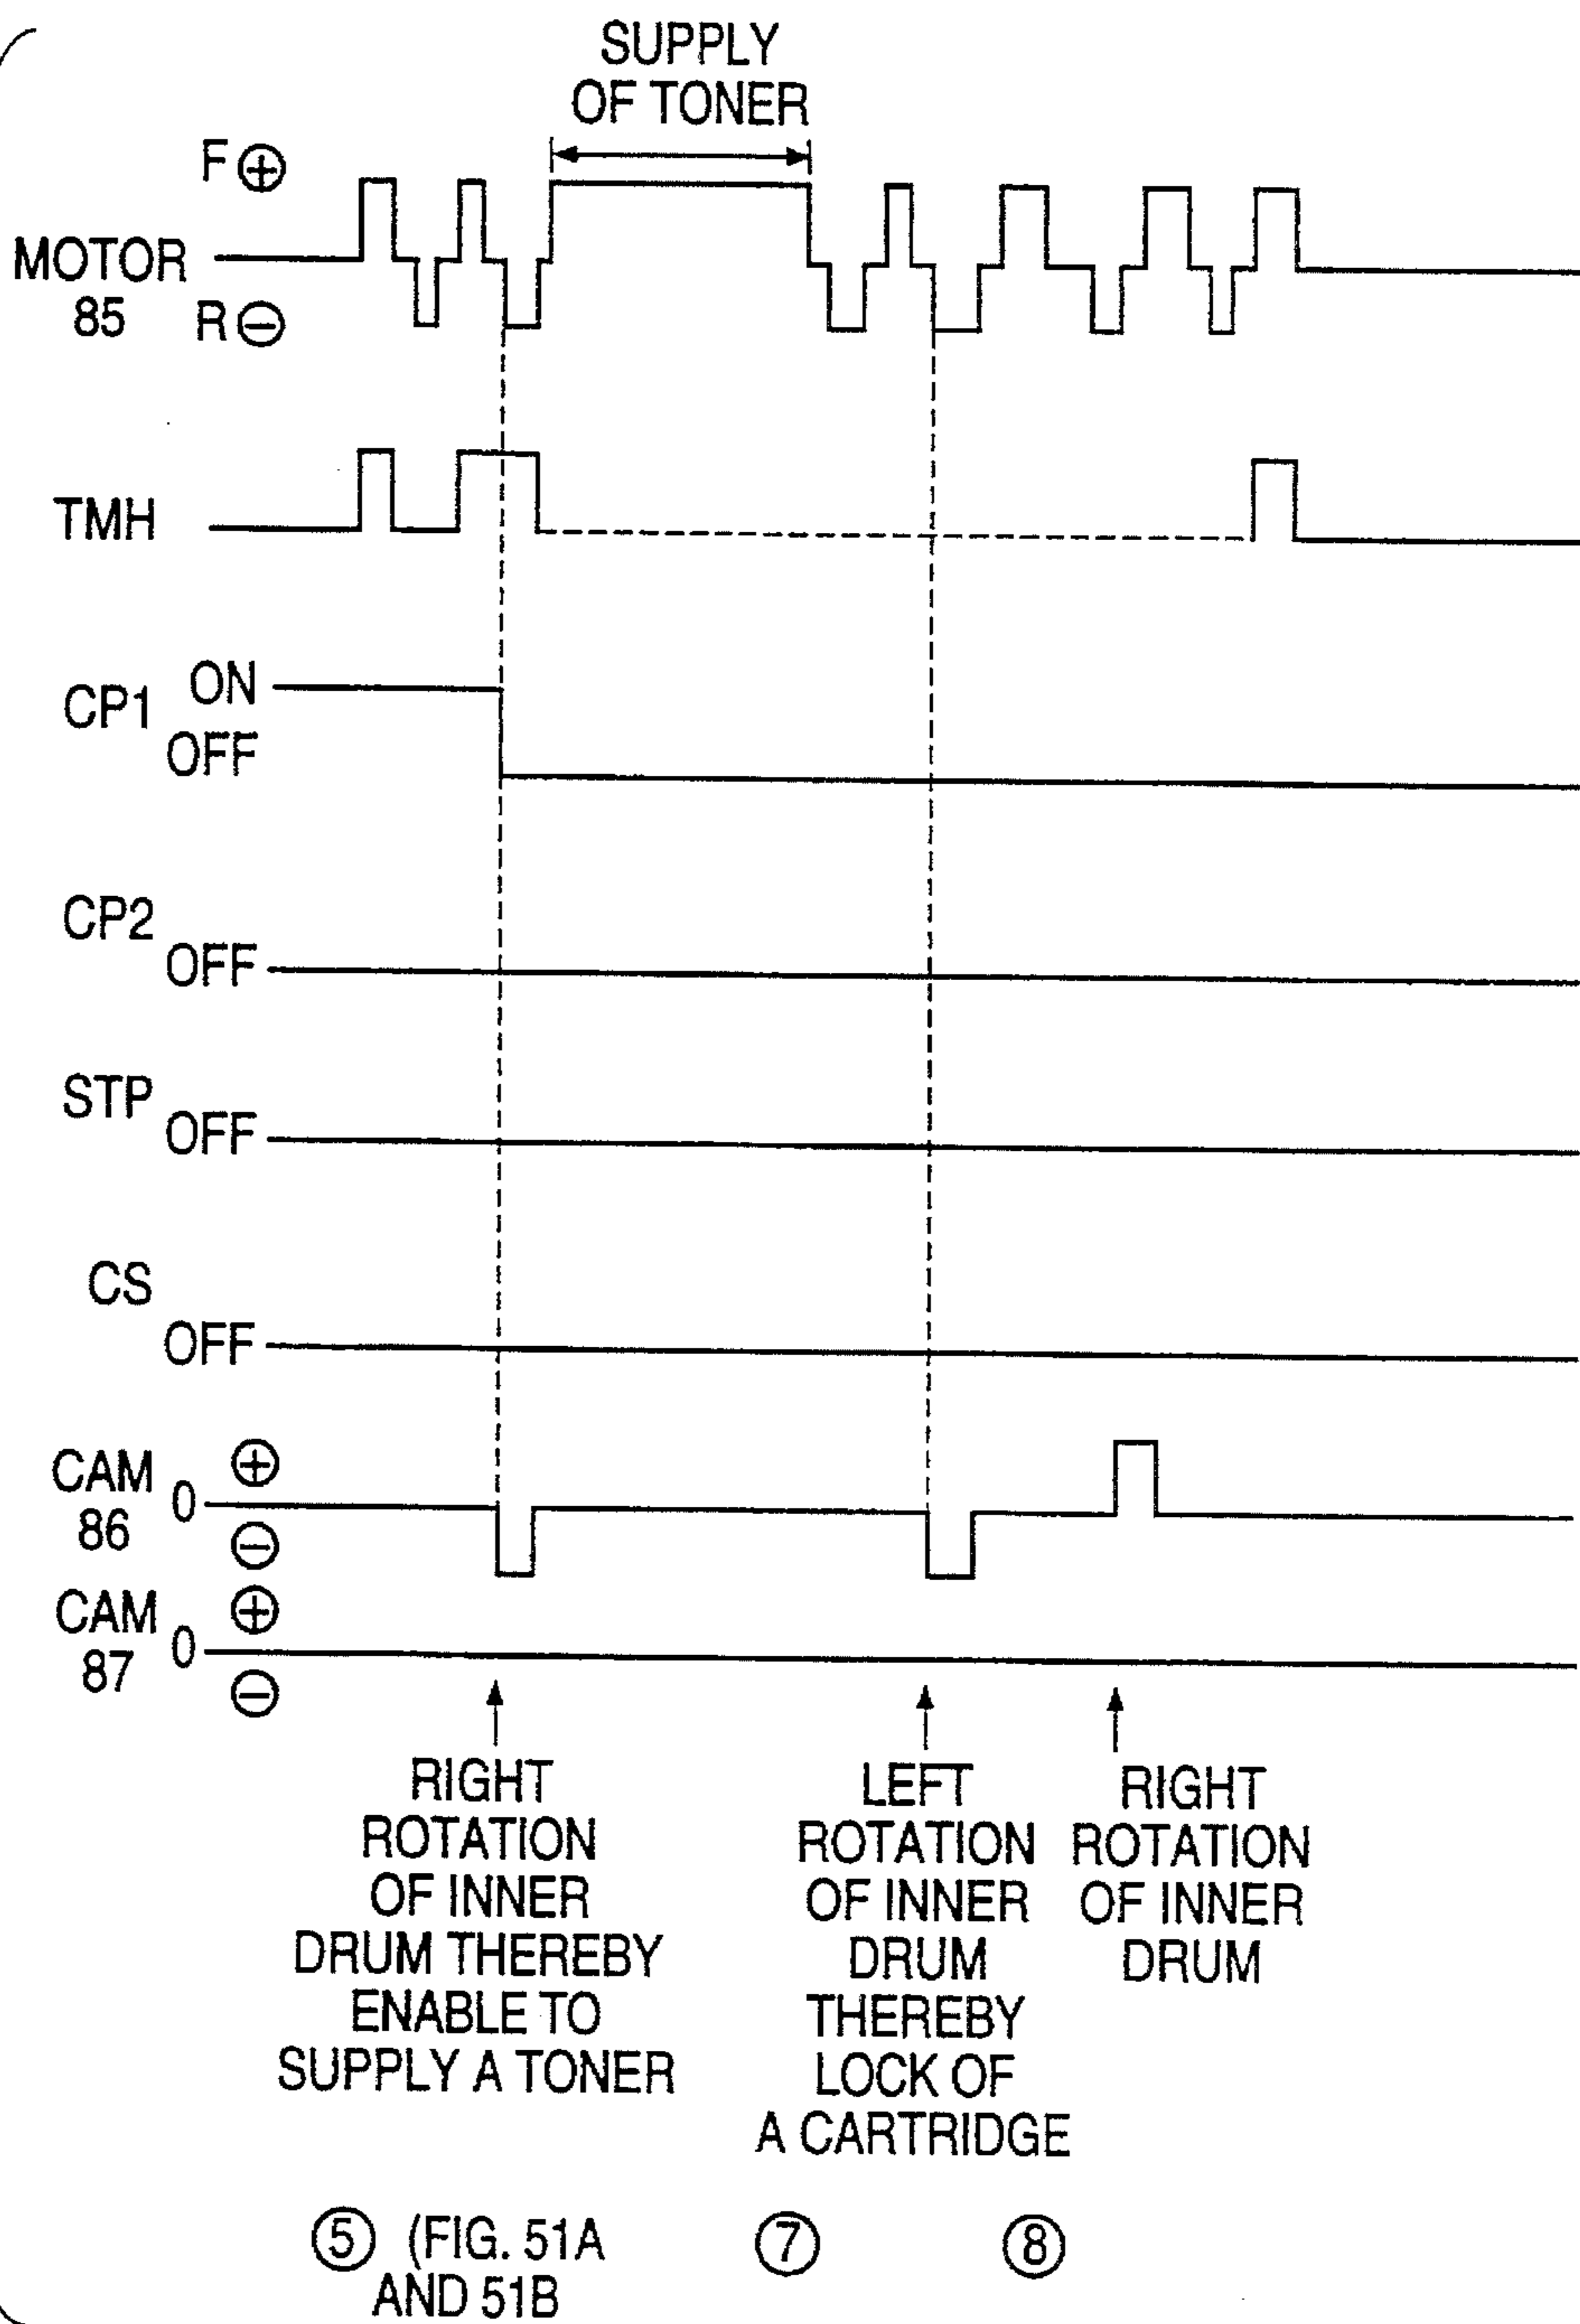 SUPPLY
OF TONER
F ⊕
MOTOR
85
R ⊖
TMH
CP1 ON
OFF
CP2
OFF
STP
OFF
CS
OFF
CAM
86
0 ⊕
⊖
CAM
87
0 ⊕
⊖
RIGHT
ROTATION
OF INNER
DRUM THEREBY
ENABLE TO
SUPPLY A TONER
LEFT
ROTATION
OF INNER
DRUM
THEREBY
LOCK OF
A CARTRIDGE
RIGHT
ROTATION
OF INNER
DRUM
⑤ (FIG. 51A
AND 51B
⑦
⑧